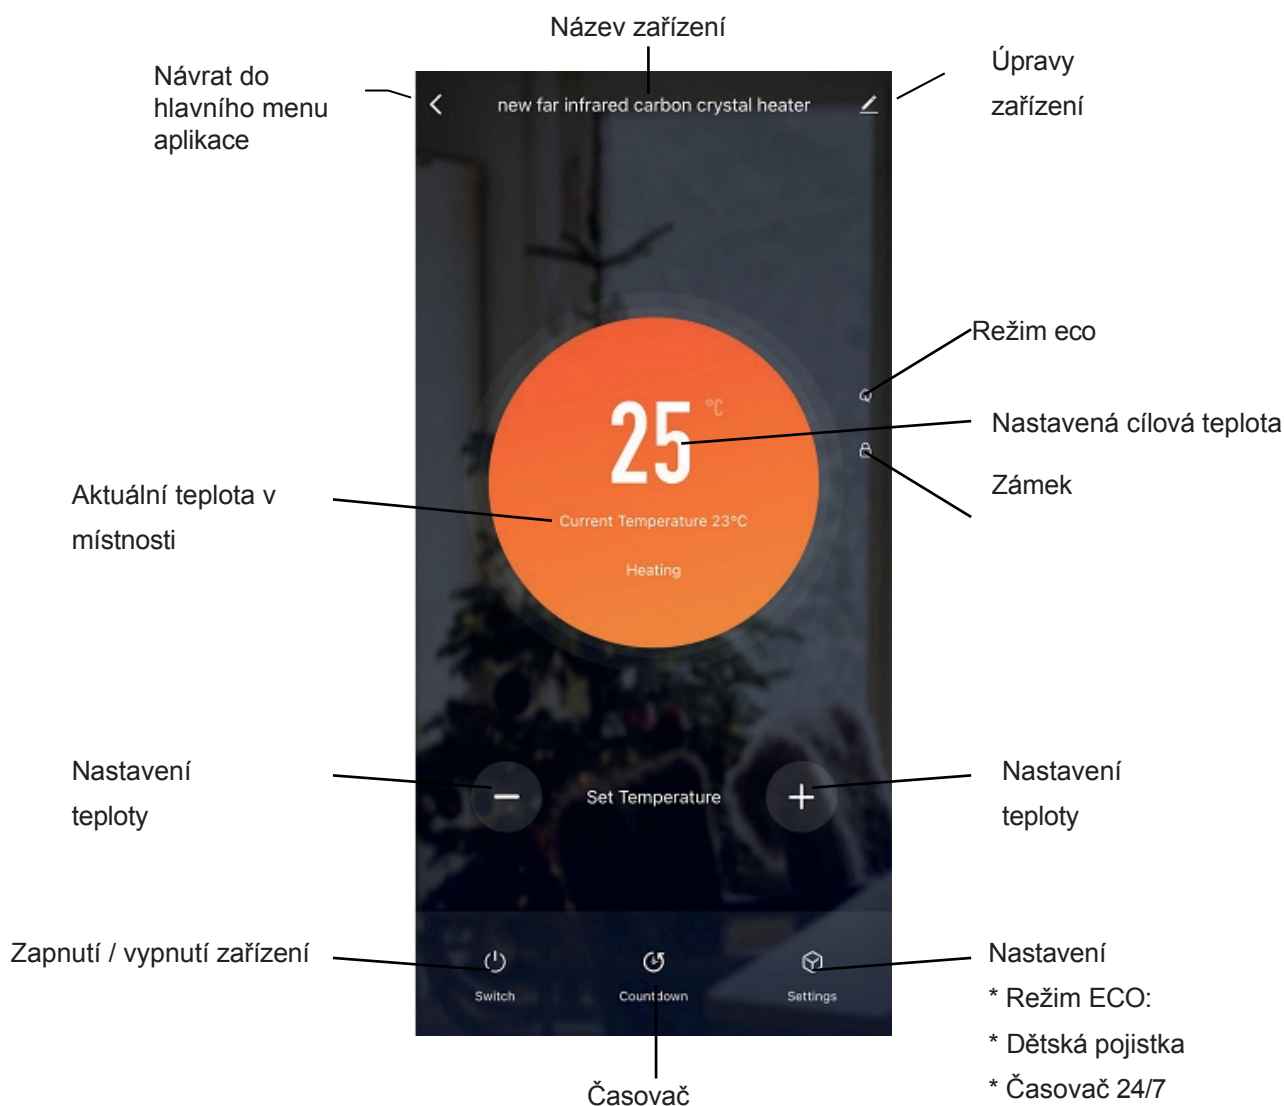 Název zařízení
Návrat do
hlavního menu
aplikace
Úpravy
zařízení
new far infrared carbon crystal heater
Režim eco
25 °C
Nastavená cílová teplota
Zámek
Aktuální teplota v
místnosti
Current Temperature 23°C
Heating
Nastavení
teploty
Set Temperature
Nastavení
teploty
Zapnutí / vypnutí zařízení
Switch
Countdown
Settings
Nastavení
* Režim ECO:
* Dětská pojistka
* Časovač 24/7
Časovač